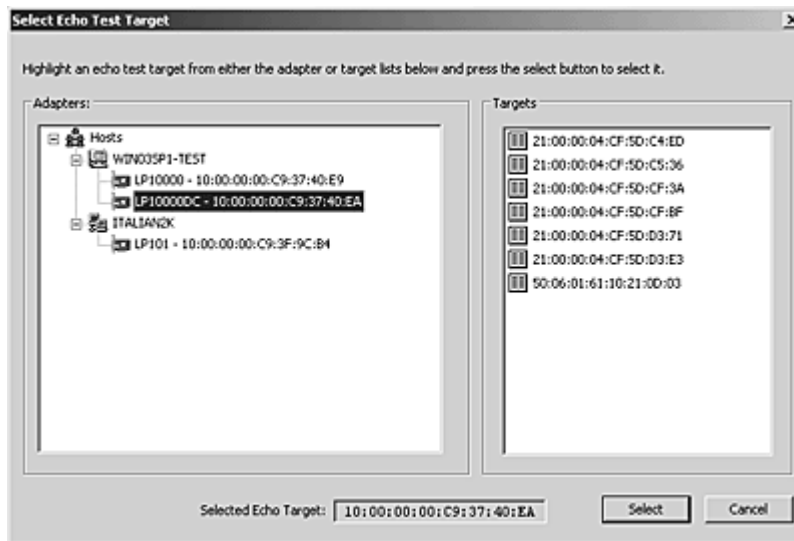 Select Echo Test Target
Highlight an echo test target from either the adapter or target lists below and press the select button to select it.
Adapters:
Hosts
WIN03SP1-TEST
LP10000 - 10:00:00:00:C9:37:40:E9
LP10000DC - 10:00:00:00:C9:37:40:EA
ITALIAN2K
LP101 - 10:00:00:00:C9:3F:9C:B4
Targets
21:00:00:04:CF:5D:C4:ED
21:00:00:04:CF:5D:C5:36
21:00:00:04:CF:5D:CF:3A
21:00:00:04:CF:5D:CF:BF
21:00:00:04:CF:5D:D3:71
21:00:00:04:CF:5D:D3:E3
50:06:01:61:10:21:0D:03
Selected Echo Target: 10:00:00:00:C9:37:40:EA
Select
Cancel